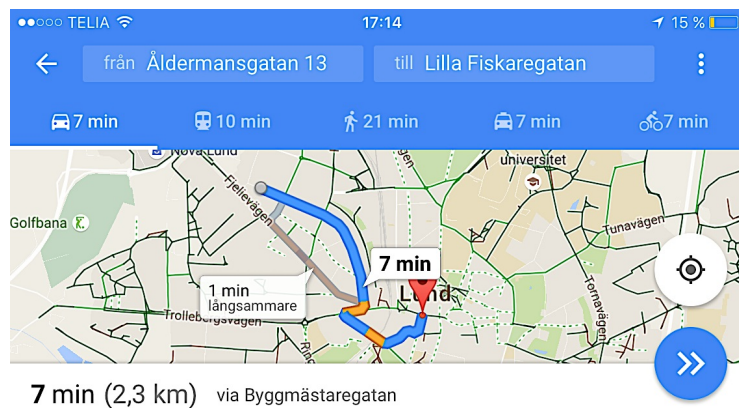 TELIA 17:14 15 %
från Åldermansgatan 13 till Lilla Fiskaregatan
7 min 10 min 21 min 7 min 7 min
Nova Lund
universitet
Fjelievägen
Golfbana
Tunavägen
7 min
1 min
långsammare
Lund
Tornavägen
Trollebergsvägen
7 min (2,3 km) via Byggmästaregatan